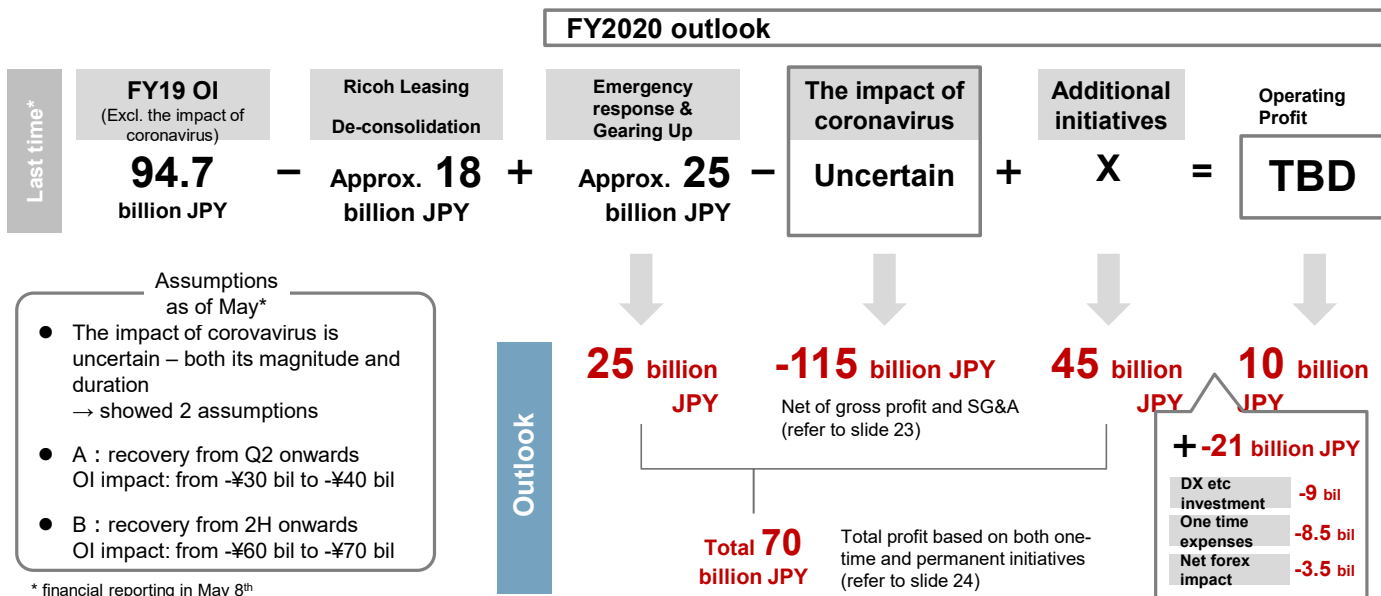 FY2020 outlook
Last time*
FY19 OI
(Excl. the impact of
coronavirus)
94.7
billion JPY
−
Ricoh Leasing
De-consolidation
Approx. 18
billion JPY
+
Emergency
response &
Gearing Up
Approx. 25
billion JPY
−
The impact of
coronavirus
Uncertain
+
Additional
initiatives
X
=
Operating
Profit
TBD
Assumptions
as of May*
● The impact of corovavirus is
uncertain – both its magnitude and
duration
→ showed 2 assumptions
● A：recovery from Q2 onwards
OI impact: from -¥30 bil to -¥40 bil
● B：recovery from 2H onwards
OI impact: from -¥60 bil to -¥70 bil
* financial reporting in May 8th
Outlook
25 billion
JPY
-115 billion JPY
Net of gross profit and SG&A
(refer to slide 23)
45 billion
JPY
10 billion
JPY
Total 70
billion JPY
Total profit based on both one-
time and permanent initiatives
(refer to slide 24)
+ -21 billion JPY
DX etc
investment
-9 bil
One time
expenses
-8.5 bil
Net forex
impact
-3.5 bil